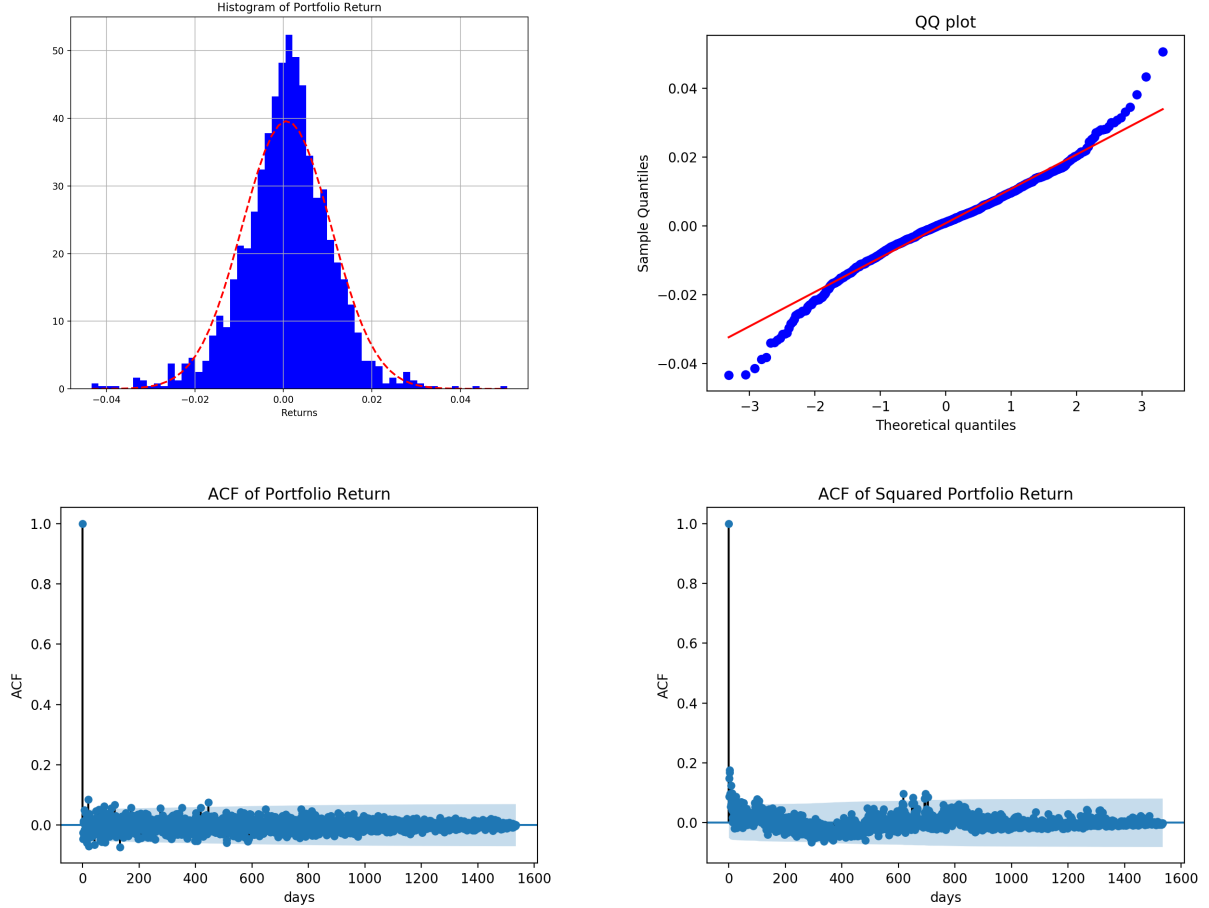 Histogram of Portfolio Return
50
40
30
20
10
0
−0.04 −0.02 0.00 0.02 0.04
Returns
QQ plot
Sample Quantiles
0.04
0.02
0.00
−0.02
−0.04
−3 −2 −1 0 1 2 3
Theoretical quantiles
ACF of Portfolio Return
ACF
1.0
0.8
0.6
0.4
0.2
0.0
0 200 400 600 800 1000 1200 1400 1600
days
ACF of Squared Portfolio Return
ACF
1.0
0.8
0.6
0.4
0.2
0.0
0 200 400 600 800 1000 1200 1400 1600
days